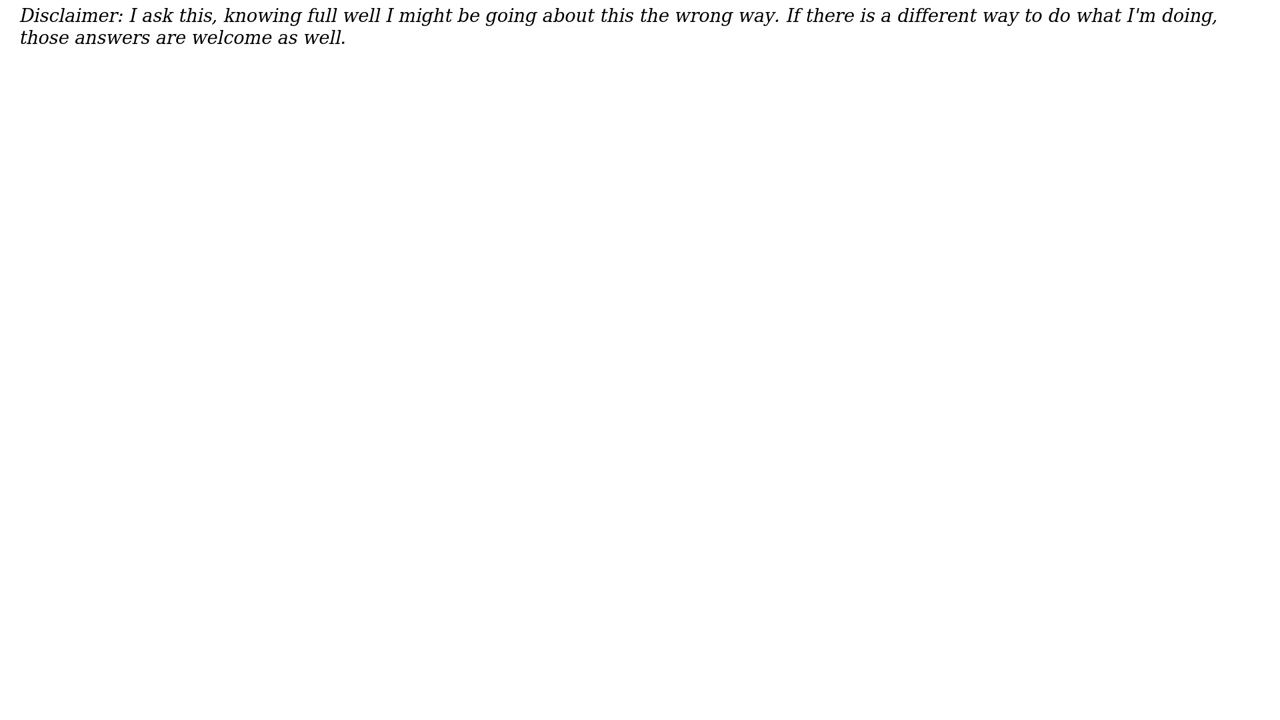 Disclaimer: I ask this, knowing full well I might be going about this the wrong way. If there is a different way to do what I'm doing,
those answers are welcome as well.